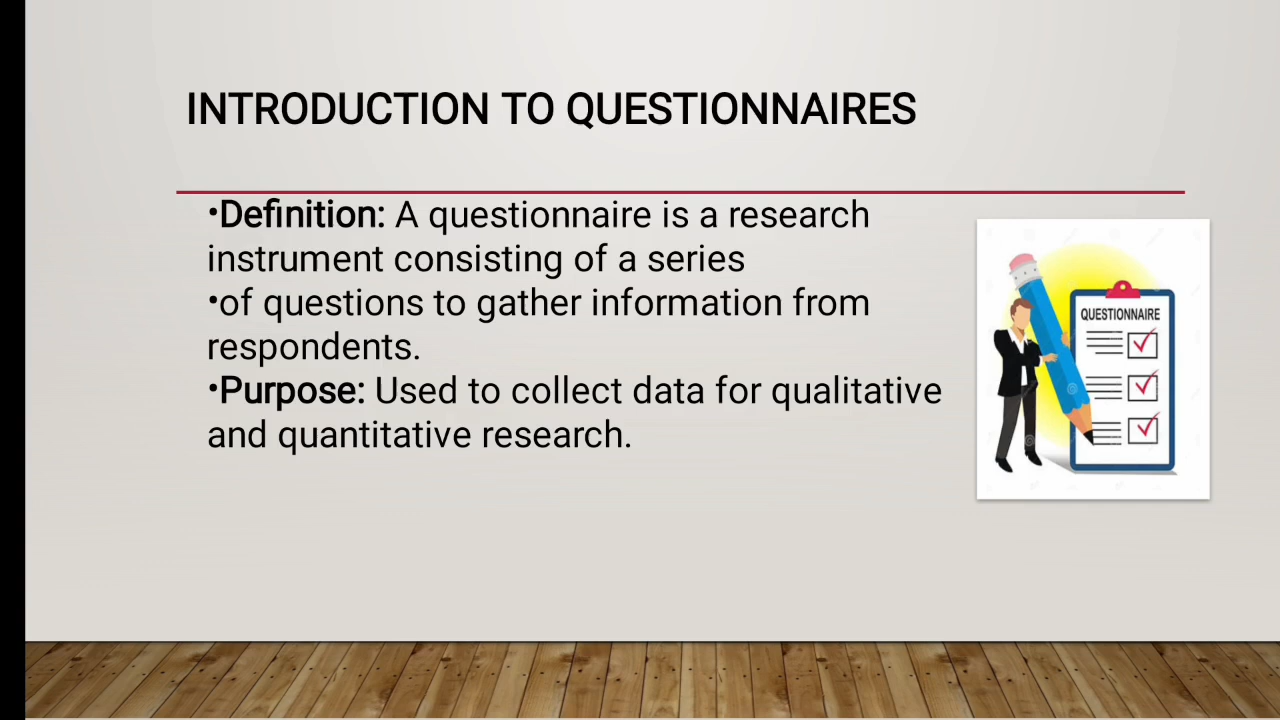 INTRODUCTION TO QUESTIONNAIRES
•Definition: A questionnaire is a research
instrument consisting of a series
•of questions to gather information from
respondents.
•Purpose: Used to collect data for qualitative
and quantitative research.
QUESTIONNAIRE